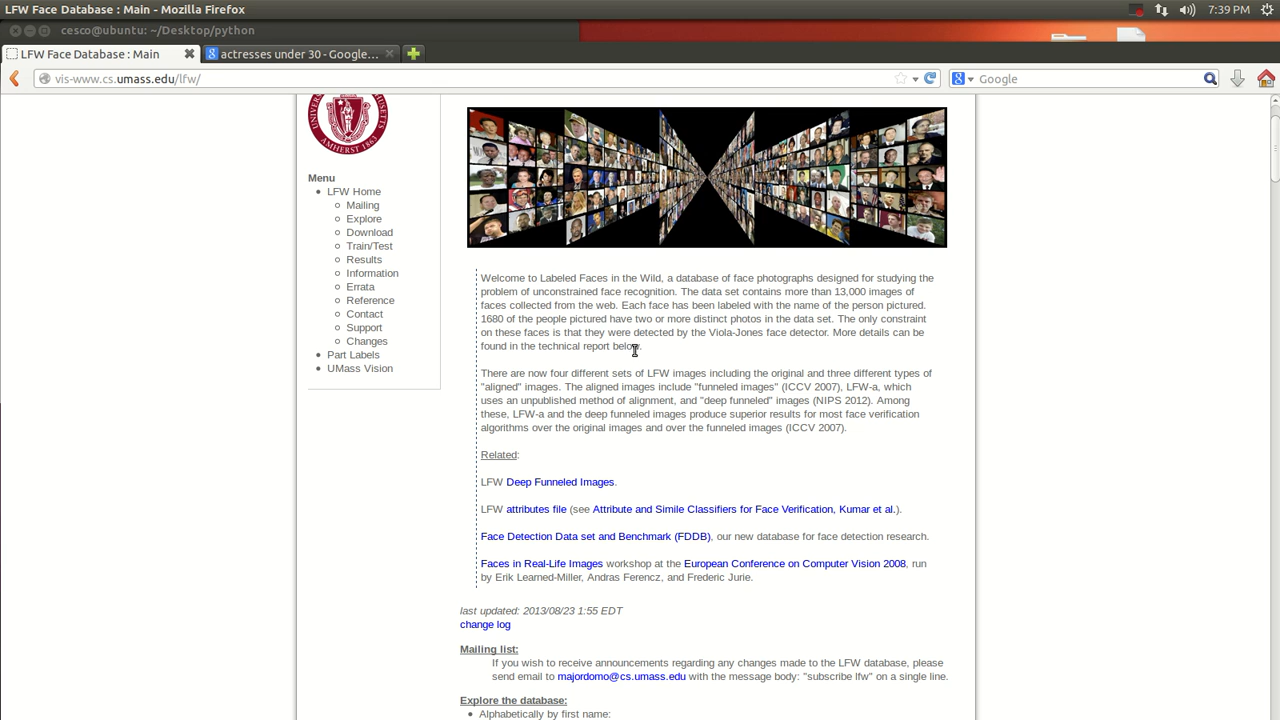 LFW Face Database : Main - Mozilla Firefox
7:39 PM
cesco@ubuntu: ~/Desktop/python
LFW Face Database : Main
actresses under 30 - Google...
vis-www.cs.umass.edu/lfw/
Google
AMHERST 1863
Menu
• LFW Home
Mailing
Explore
Download
Train/Test
Results
Information
Errata
Reference
Contact
Support
Changes
• Part Labels
• UMass Vision
Welcome to Labeled Faces in the Wild, a database of face photographs designed for studying the
problem of unconstrained face recognition. The data set contains more than 13,000 images of
faces collected from the web. Each face has been labeled with the name of the person pictured.
1680 of the people pictured have two or more distinct photos in the data set. The only constraint
on these faces is that they were detected by the Viola-Jones face detector. More details can be
found in the technical report below.
There are now four different sets of LFW images including the original and three different types of
"aligned" images. The aligned images include "funneled images" (ICCV 2007), LFW-a, which
uses an unpublished method of alignment, and "deep funneled" images (NIPS 2012). Among
these, LFW-a and the deep funneled images produce superior results for most face verification
algorithms over the original images and over the funneled images (ICCV 2007).
Related:
LFW Deep Funneled Images.
LFW attributes file (see Attribute and Simile Classifiers for Face Verification, Kumar et al.).
Face Detection Data set and Benchmark (FDDB), our new database for face detection research.
Faces in Real-Life Images workshop at the European Conference on Computer Vision 2008, run
by Erik Learned-Miller, Andras Ferencz, and Frederic Jurie.
last updated: 2013/08/23 1:55 EDT
change log
Mailing list:
If you wish to receive announcements regarding any changes made to the LFW database, please
send email to majordomo@cs.umass.edu with the message body: "subscribe lfw" on a single line.
Explore the database:
• Alphabetically by first name: